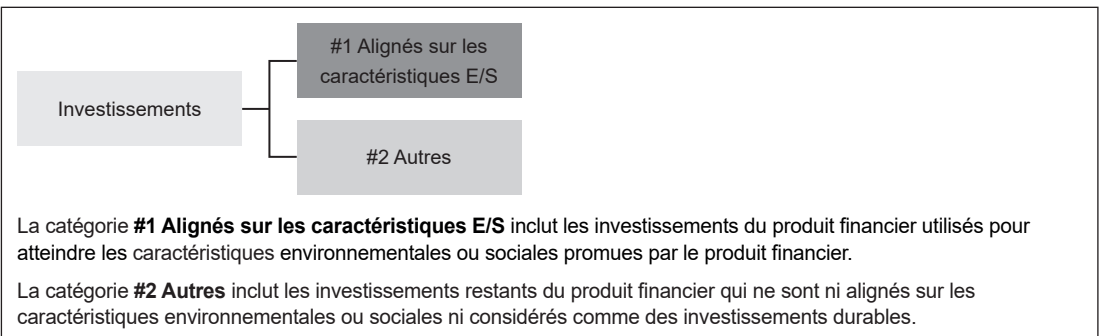 #1 Alignés sur les
caractéristiques E/S
Investissements
#2 Autres
La catégorie #1 Alignés sur les caractéristiques E/S inclut les investissements du produit financier utilisés pour
atteindre les caractéristiques environnementales ou sociales promues par le produit financier.
La catégorie #2 Autres inclut les investissements restants du produit financier qui ne sont ni alignés sur les
caractéristiques environnementales ou sociales ni considérés comme des investissements durables.